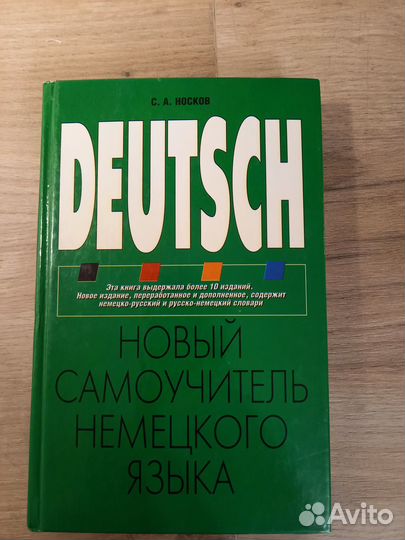 С. А. НОСКОВ
DEUTSCH
Эта книга выдержала более 10 изданий.
Новое издание, переработанное и дополненное, содержит
немецко-русский и русско-немецкий словари
НОВЫЙ
САМОУЧИТЕЛЬ
НЕМЕЦКОГО
ЯЗЫКА
Avito